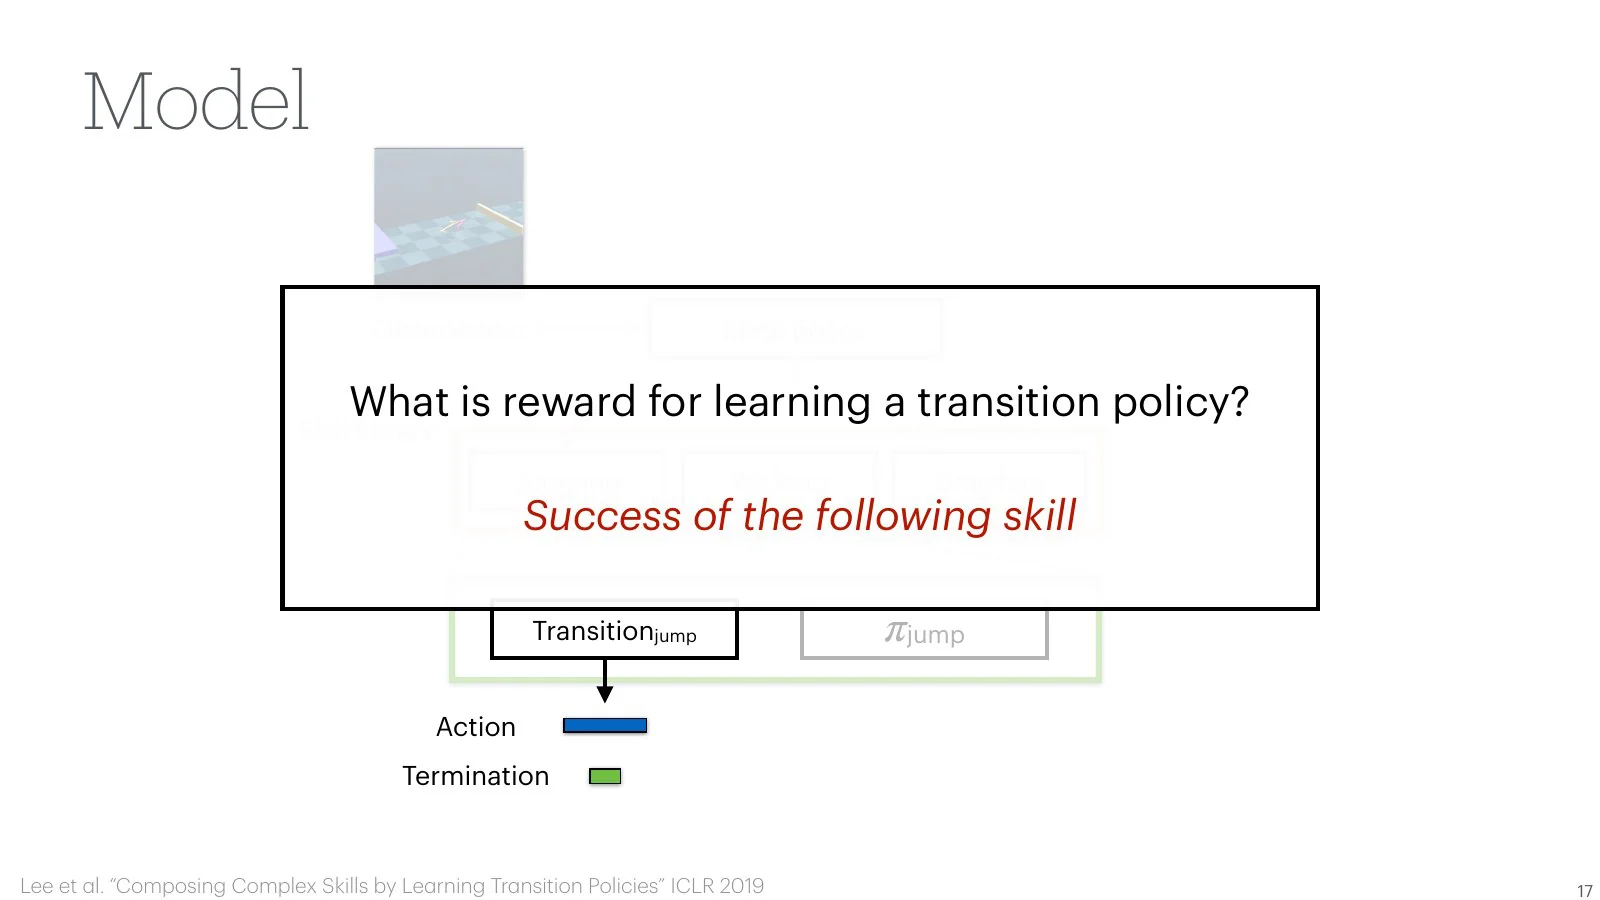 Model
What is reward for learning a transition policy?
Success of the following skill
Transitionjump
πjump
Action
Termination
Lee et al. “Composing Complex Skills by Learning Transition Policies” ICLR 2019
17